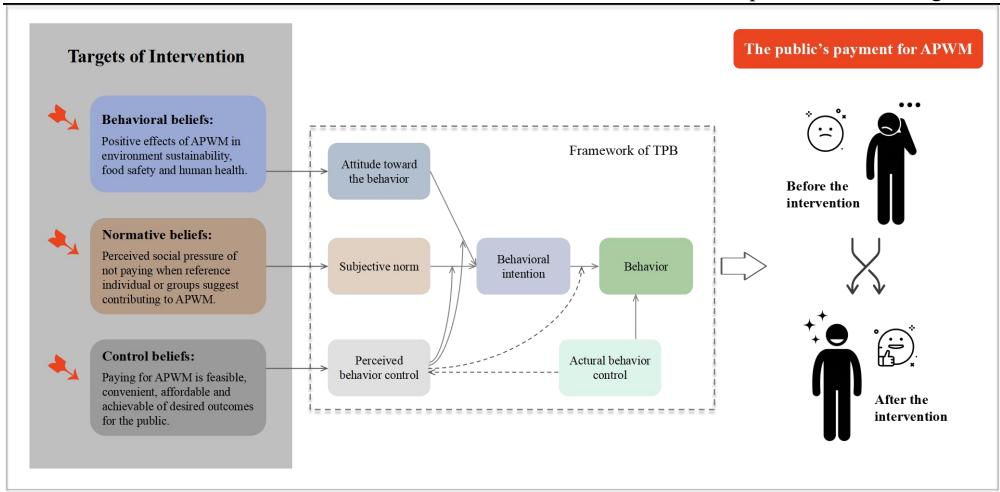 Targets of Intervention
Behavioral beliefs:
Positive effects of APWM in
environment sustainability,
food safety and human health.
Normative beliefs:
Perceived social pressure of
not paying when reference
individual or groups suggest
contributing to APWM.
Control beliefs:
Paying for APWM is feasible,
convenient, affordable and
achievable of desired outcomes
for the public.
Framework of TPB
Attitude toward
the behavior
Subjective norm
Perceived
behavior control
Behavioral
intention
Behavior
Actural behavior
control
The public's payment for APWM
Before the
intervention
After the
intervention